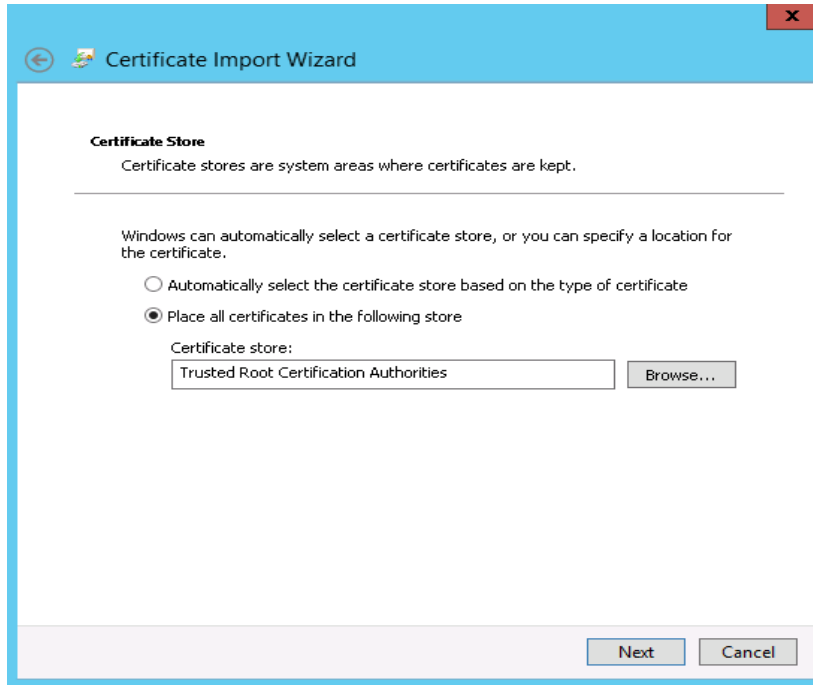 x
Certificate Import Wizard
Certificate Store
Certificate stores are system areas where certificates are kept.
Windows can automatically select a certificate store, or you can specify a location for
the certificate.
Automatically select the certificate store based on the type of certificate
Place all certificates in the following store
Certificate store:
Trusted Root Certification Authorities
Browse...
Next
Cancel